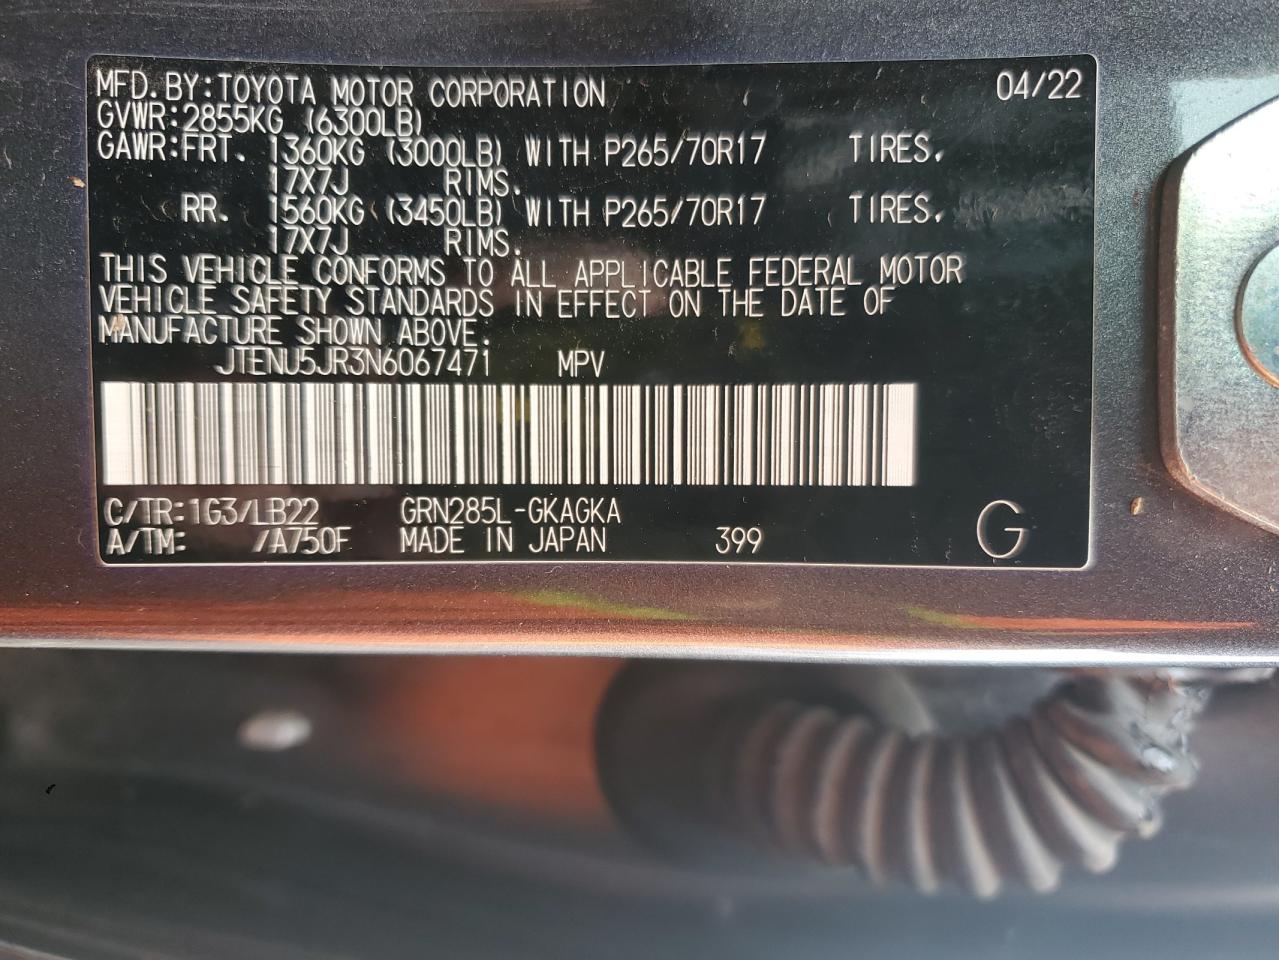 MFD. BY: TOYOTA MOTOR CORPORATION 04/22
GVWR: 2855KG (6300LB)
GAWR: FRT. 1360KG (3000LB) WITH P265/70R17 TIRES.
17X7J RIMS.
RR. 1560KG (3450LB) WITH P265/70R17 TIRES.
17X7J RIMS.
THIS VEHICLE CONFORMS TO ALL APPLICABLE FEDERAL MOTOR
VEHICLE SAFETY STANDARDS IN EFFECT ON THE DATE OF
MANUFACTURE SHOWN ABOVE.
JTENU5JR3N6067471 MPV
C/TR: 1G3/LB22 GRN285L-GKAGKA
A/TM: /A750F MADE IN JAPAN 399 G